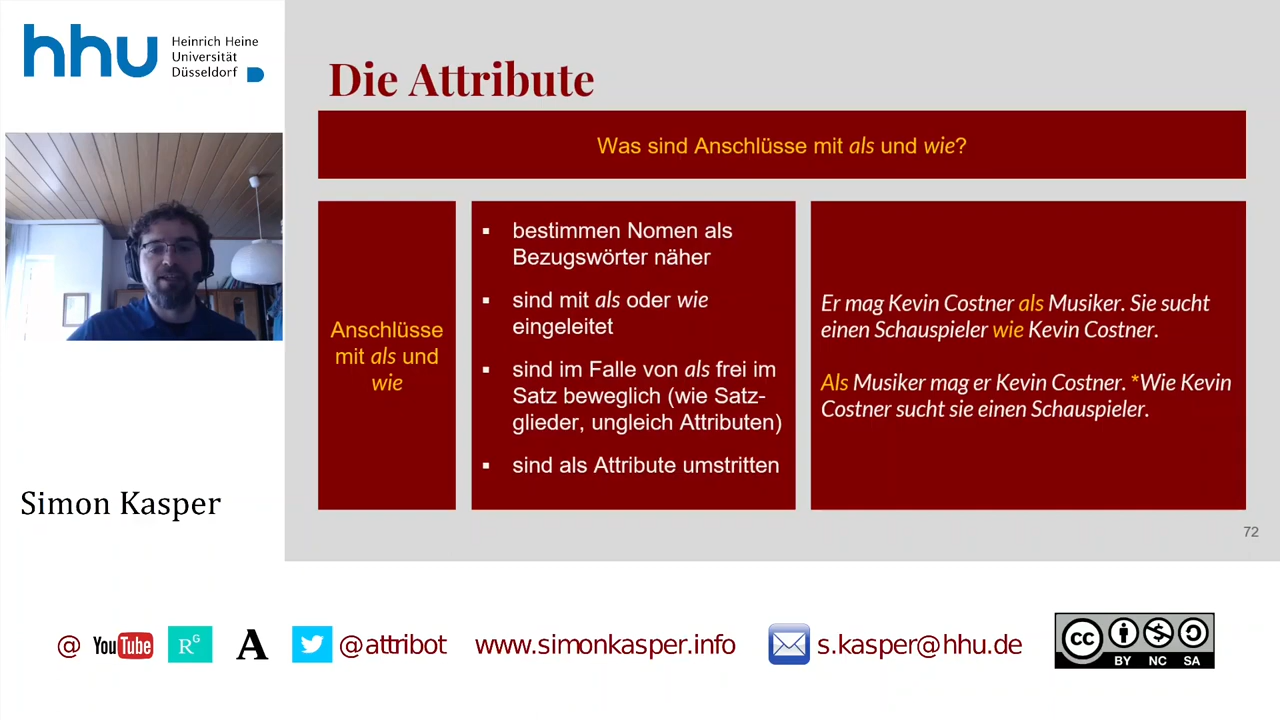 hhu Heinrich Heine
Universität
Düsseldorf
Die Attribute
Was sind Anschlüsse mit als und wie?
Anschlüsse
mit als und
wie
▪ bestimmen Nomen als
Bezugswörter näher
▪ sind mit als oder wie
eingeleitet
▪ sind im Falle von als frei im
Satz beweglich (wie Satz-
glieder, ungleich Attributen)
▪ sind als Attribute umstritten
Er mag Kevin Costner als Musiker. Sie sucht
einen Schauspieler wie Kevin Costner.
Als Musiker mag er Kevin Costner. *Wie Kevin
Costner sucht sie einen Schauspieler.
Simon Kasper
72
@ YouTube RG A @attribot www.simonkasper.info s.kasper@hhu.de cc BY NC SA